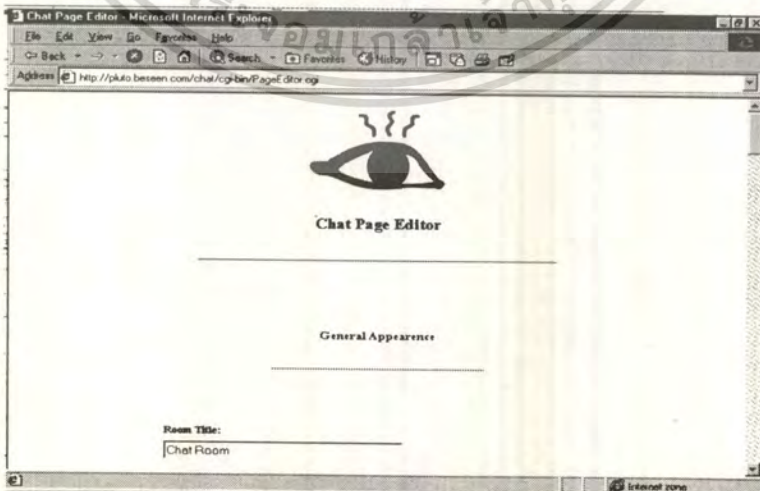 Chat Page Editor - Microsoft Internet Explorer
File Edit View Go Favorites Help
Back Search Favorites History
Address http://pluto.beseen.com/chat/cgi-bin/PageEditor.cgi
Chat Page Editor
General Appearence
Room Title:
Chat Room
Internet zone